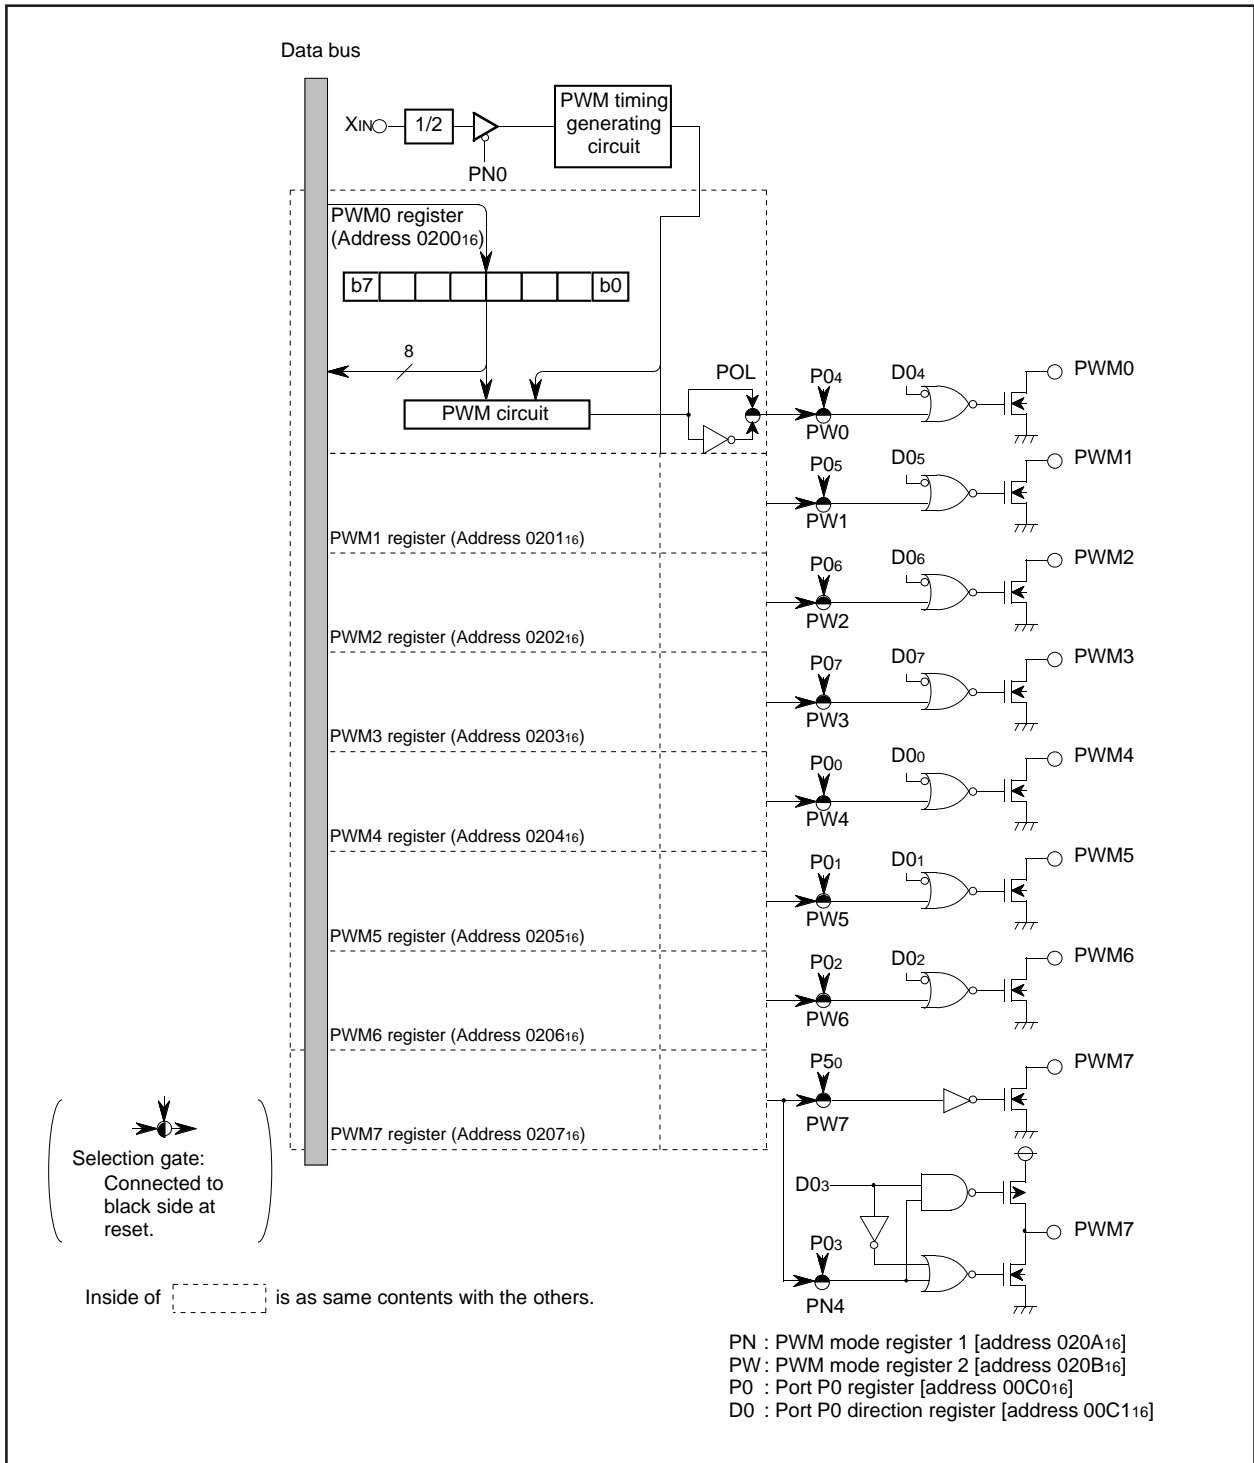 Data bus
XIN
1/2
PN0
PWM timing
generating
circuit
PWM0 register
(Address 020016)
b7
b0
8
PWM circuit
POL
P04
PW0
D04
PWM0
P05
PW1
D05
PWM1
PWM1 register (Address 020116)
P06
PW2
D06
PWM2
PWM2 register (Address 020216)
P07
PW3
D07
PWM3
PWM3 register (Address 020316)
P00
PW4
D00
PWM4
PWM4 register (Address 020416)
P01
PW5
D01
PWM5
PWM5 register (Address 020516)
P02
PW6
D02
PWM6
PWM6 register (Address 020616)
P50
PW7
PWM7
PWM7 register (Address 020716)
D03
P03
PN4
PWM7
Selection gate:
Connected to
black side at
reset.
Inside of
is as same contents with the others.
PN : PWM mode register 1 [address 020A16]
PW : PWM mode register 2 [address 020B16]
P0 : Port P0 register [address 00C016]
D0 : Port P0 direction register [address 00C116]